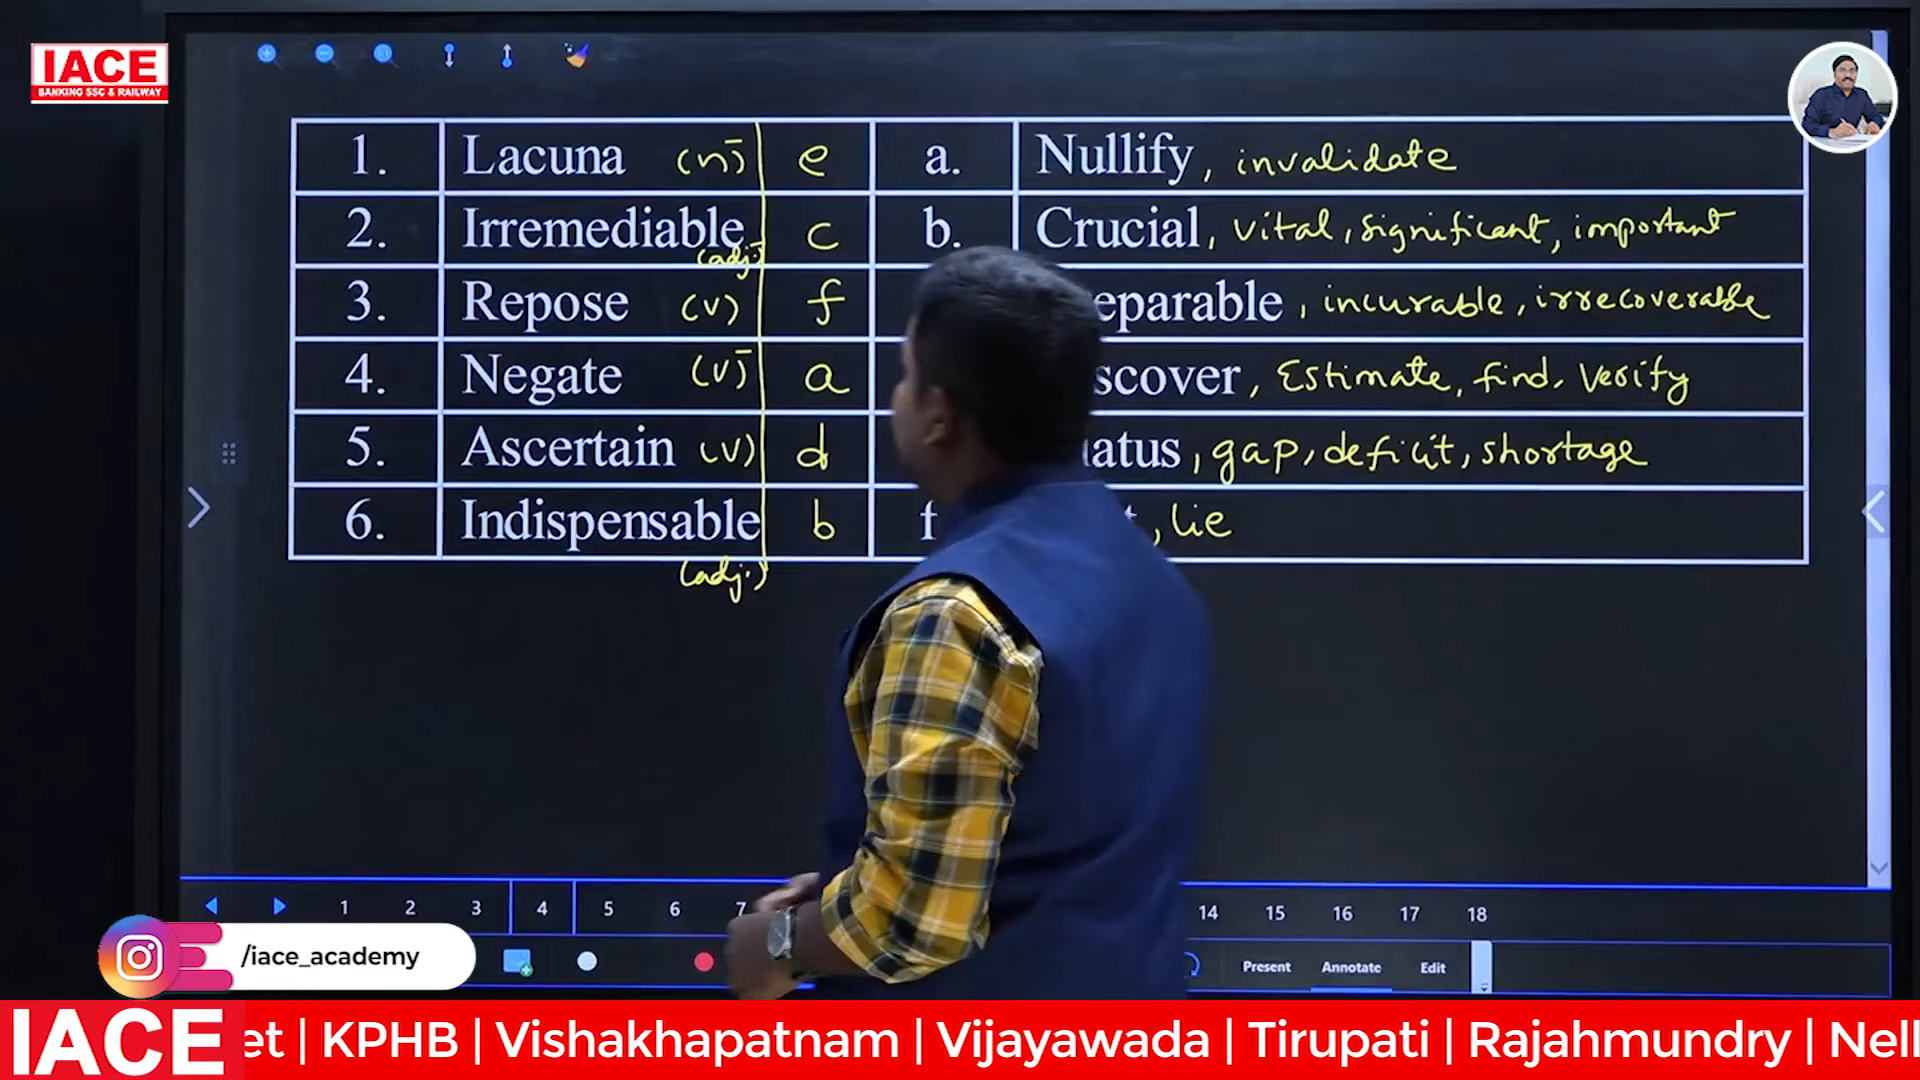 IACE
BANKING SSC & RAILWAY
1. Lacuna (n) e a. Nullify, invalidate
2. Irremediable (adj.) c b. Crucial, vital, significant, important
3. Repose (v) f eparable, incurable, irrecoverable
4. Negate (v) a scover, Estimate, find, Verify
5. Ascertain (v) d iatus, gap, deficit, shortage
6. Indispensable (adj.) b f t, lie
1 2 3 4 5 6 7 14 15 16 17 18
/iace_academy
Present Annotate Edit
IACE et | KPHB | Vishakhapatnam | Vijayawada | Tirupati | Rajahmundry | Nell